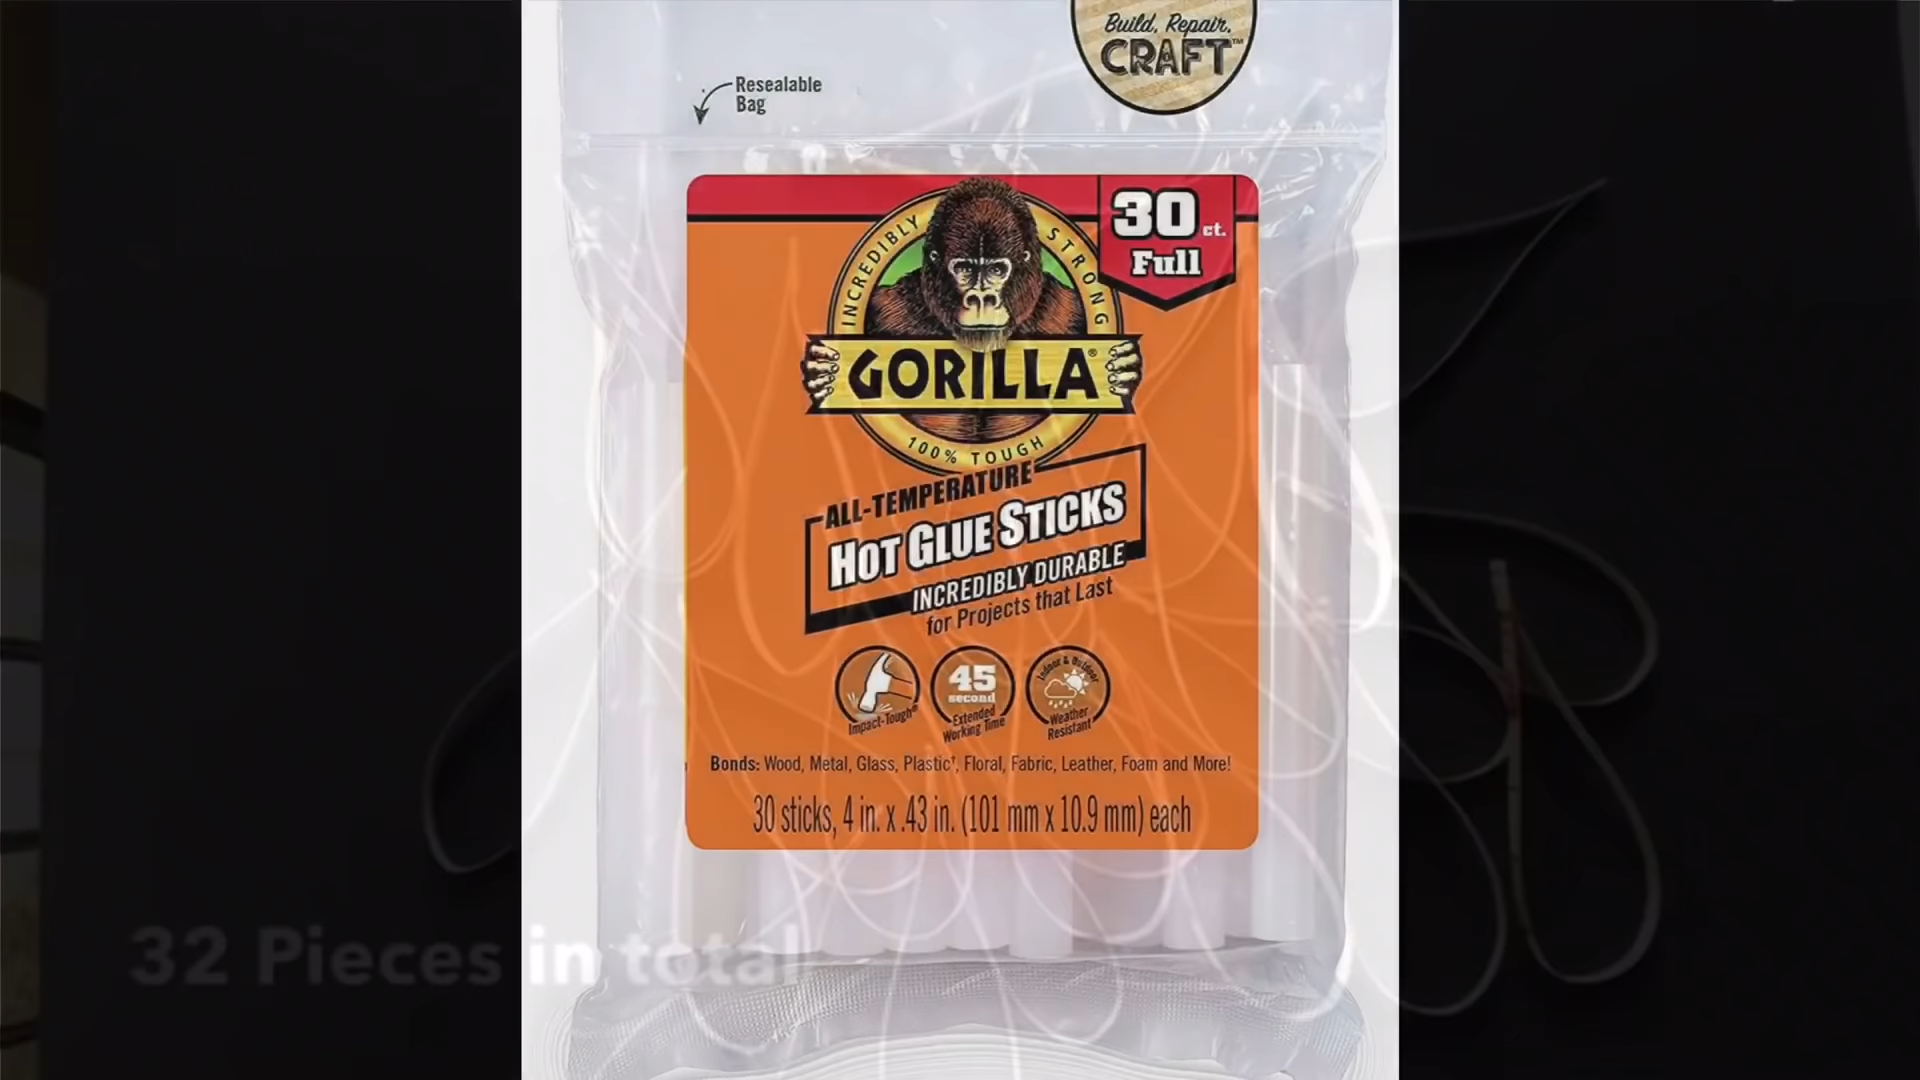 Build, Repair,
CRAFT™
Resealable
Bag
30 ct.
Full
INCREDIBLY STRONG
GORILLA®
100% TOUGH
ALL-TEMPERATURE
HOT GLUE STICKS
INCREDIBLY DURABLE
for Projects that Last
Impact-Tough®
45
second
Extended
Working Time
Indoor & Outdoor
Weather
Resistant
Bonds: Wood, Metal, Glass, Plastic†, Floral, Fabric, Leather, Foam and More!
30 sticks, 4 in. x .43 in. (101 mm x 10.9 mm) each
32 Pieces in total